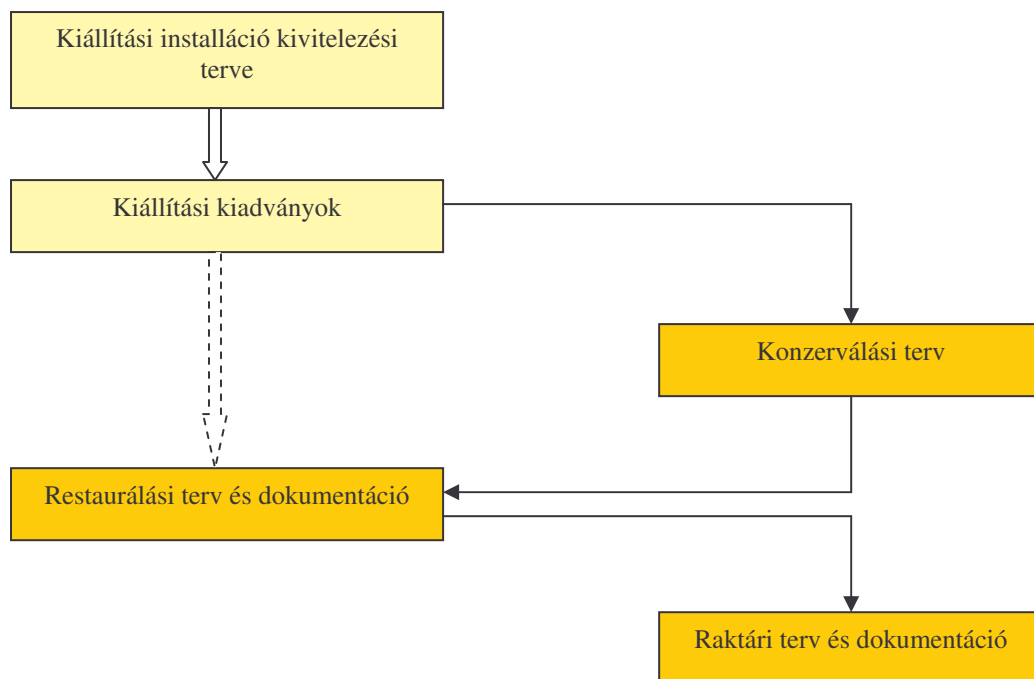 Kiállítási installáció kivitelezési
terve
Kiállítási kiadványok
Konzerválási terv
Restaurálási terv és dokumentáció
Raktári terv és dokumentáció